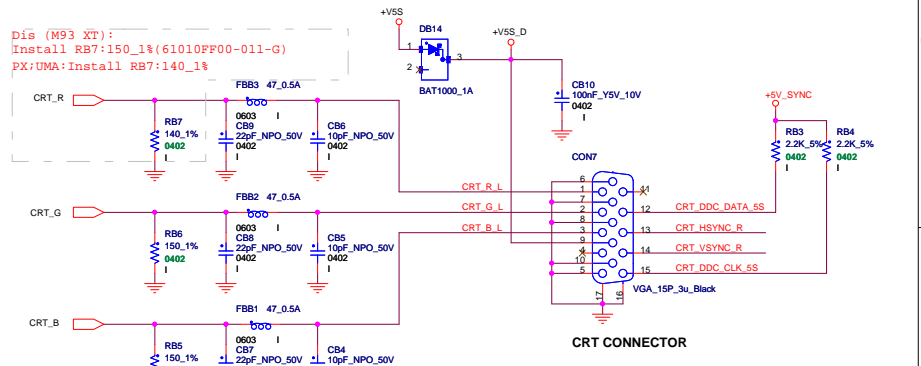 Dis (M93 XT):
Install RB7:150_1%(61010FF00-011-G)
PX;UMA:Install RB7:140_1%
+V5S
DB14
1
2
3
BAT1000_1A
+V5S_D
CB10
100nF_Y5V_10V
0402
I
+5V_SYNC
RB3
2.2K_5%
0402
I
RB4
2.2K_5%
0402
I
CRT_R
RB7
140_1%
0402
I
FBB3 47_0.5A
0603 I
CB9
22pF_NPO_50V
0402
I
CB6
10pF_NPO_50V
0402
I
CRT_G
RB6
150_1%
0402
I
FBB2 47_0.5A
0603 I
CB8
22pF_NPO_50V
0402
I
CB5
10pF_NPO_50V
0402
I
CRT_B
RB5
150_1%
FBB1 47_0.5A
0603 I
CB7
22pF_NPO_50V
CB4
10pF_NPO_50V
CRT_R_L
CRT_G_L
CRT_B_L
CON7
6
1
7
2
8
3
9
4
10
5
11
12
13
14
15
17
16
CRT_DDC_DATA_5S
CRT_HSYNC_R
CRT_VSYNC_R
CRT_DDC_CLK_5S
VGA_15P_3u_Black
CRT CONNECTOR